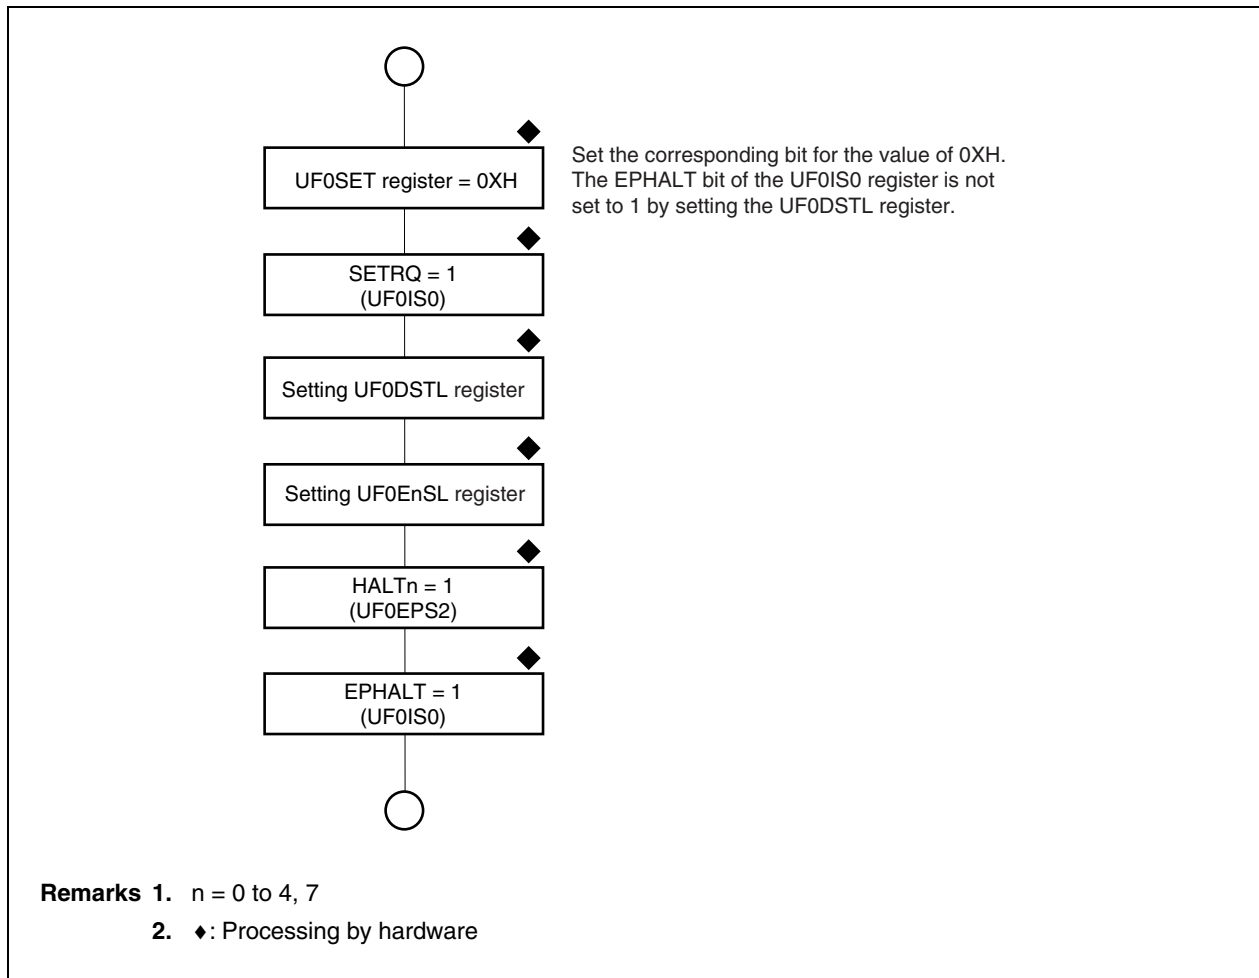 UF0SET register = 0XH
Set the corresponding bit for the value of 0XH.
The EPHALT bit of the UF0IS0 register is not
set to 1 by setting the UF0DSTL register.
SETRQ = 1
(UF0IS0)
Setting UF0DSTL register
Setting UF0EnSL register
HALTn = 1
(UF0EPS2)
EPHALT = 1
(UF0IS0)
Remarks 1. n = 0 to 4, 7
2. ♦: Processing by hardware